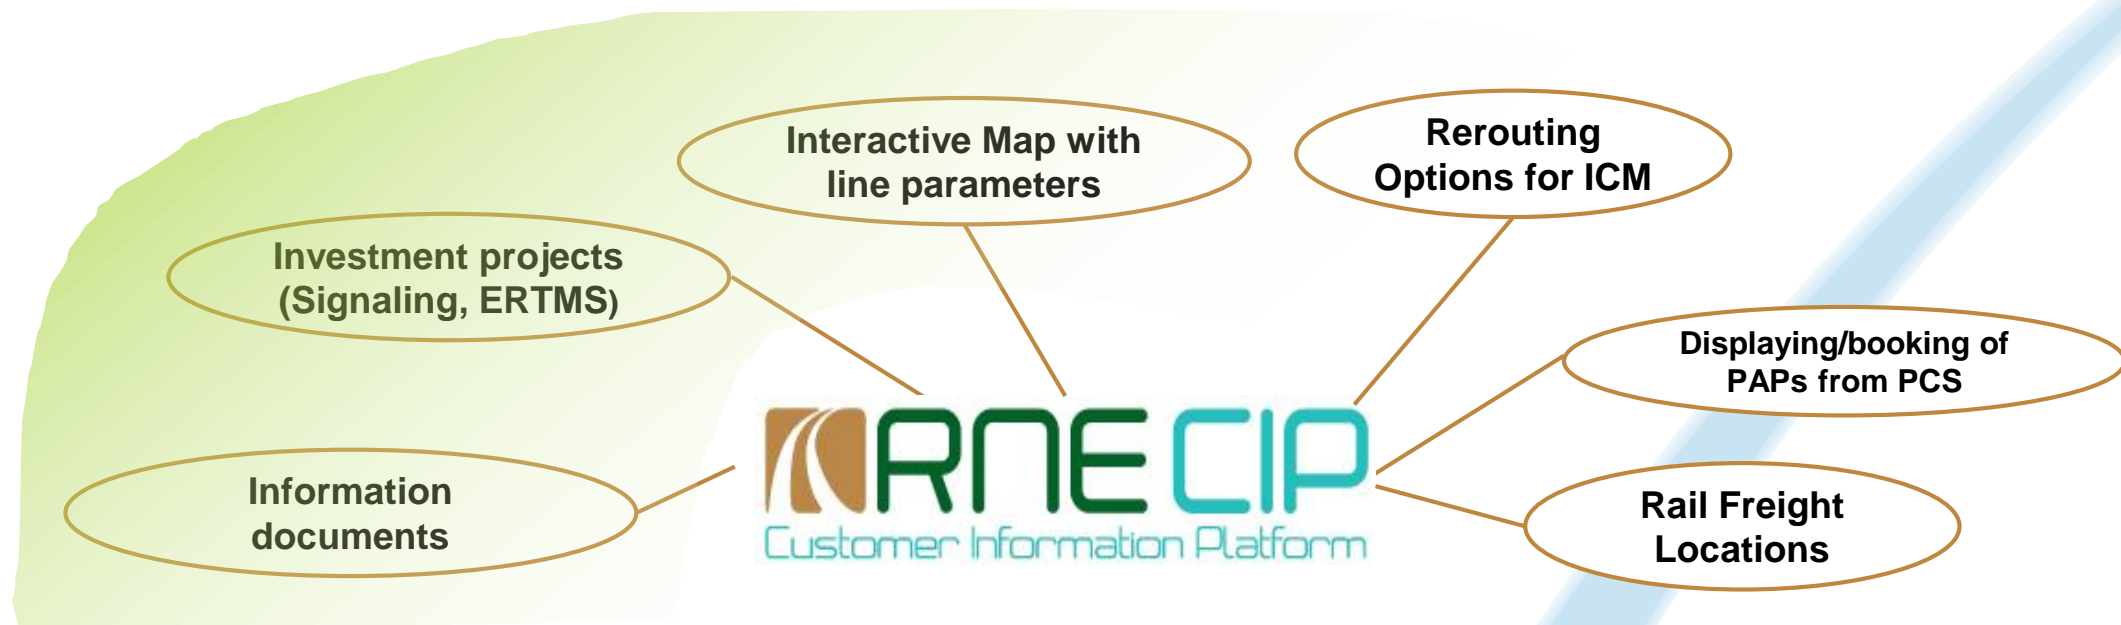 Interactive Map with
line parameters
Rerouting
Options for ICM
Investment projects
(Signaling, ERTMS)
Displaying/booking of
PAPs from PCS
Information
documents
RNE CIP
Customer Information Platform
Rail Freight
Locations